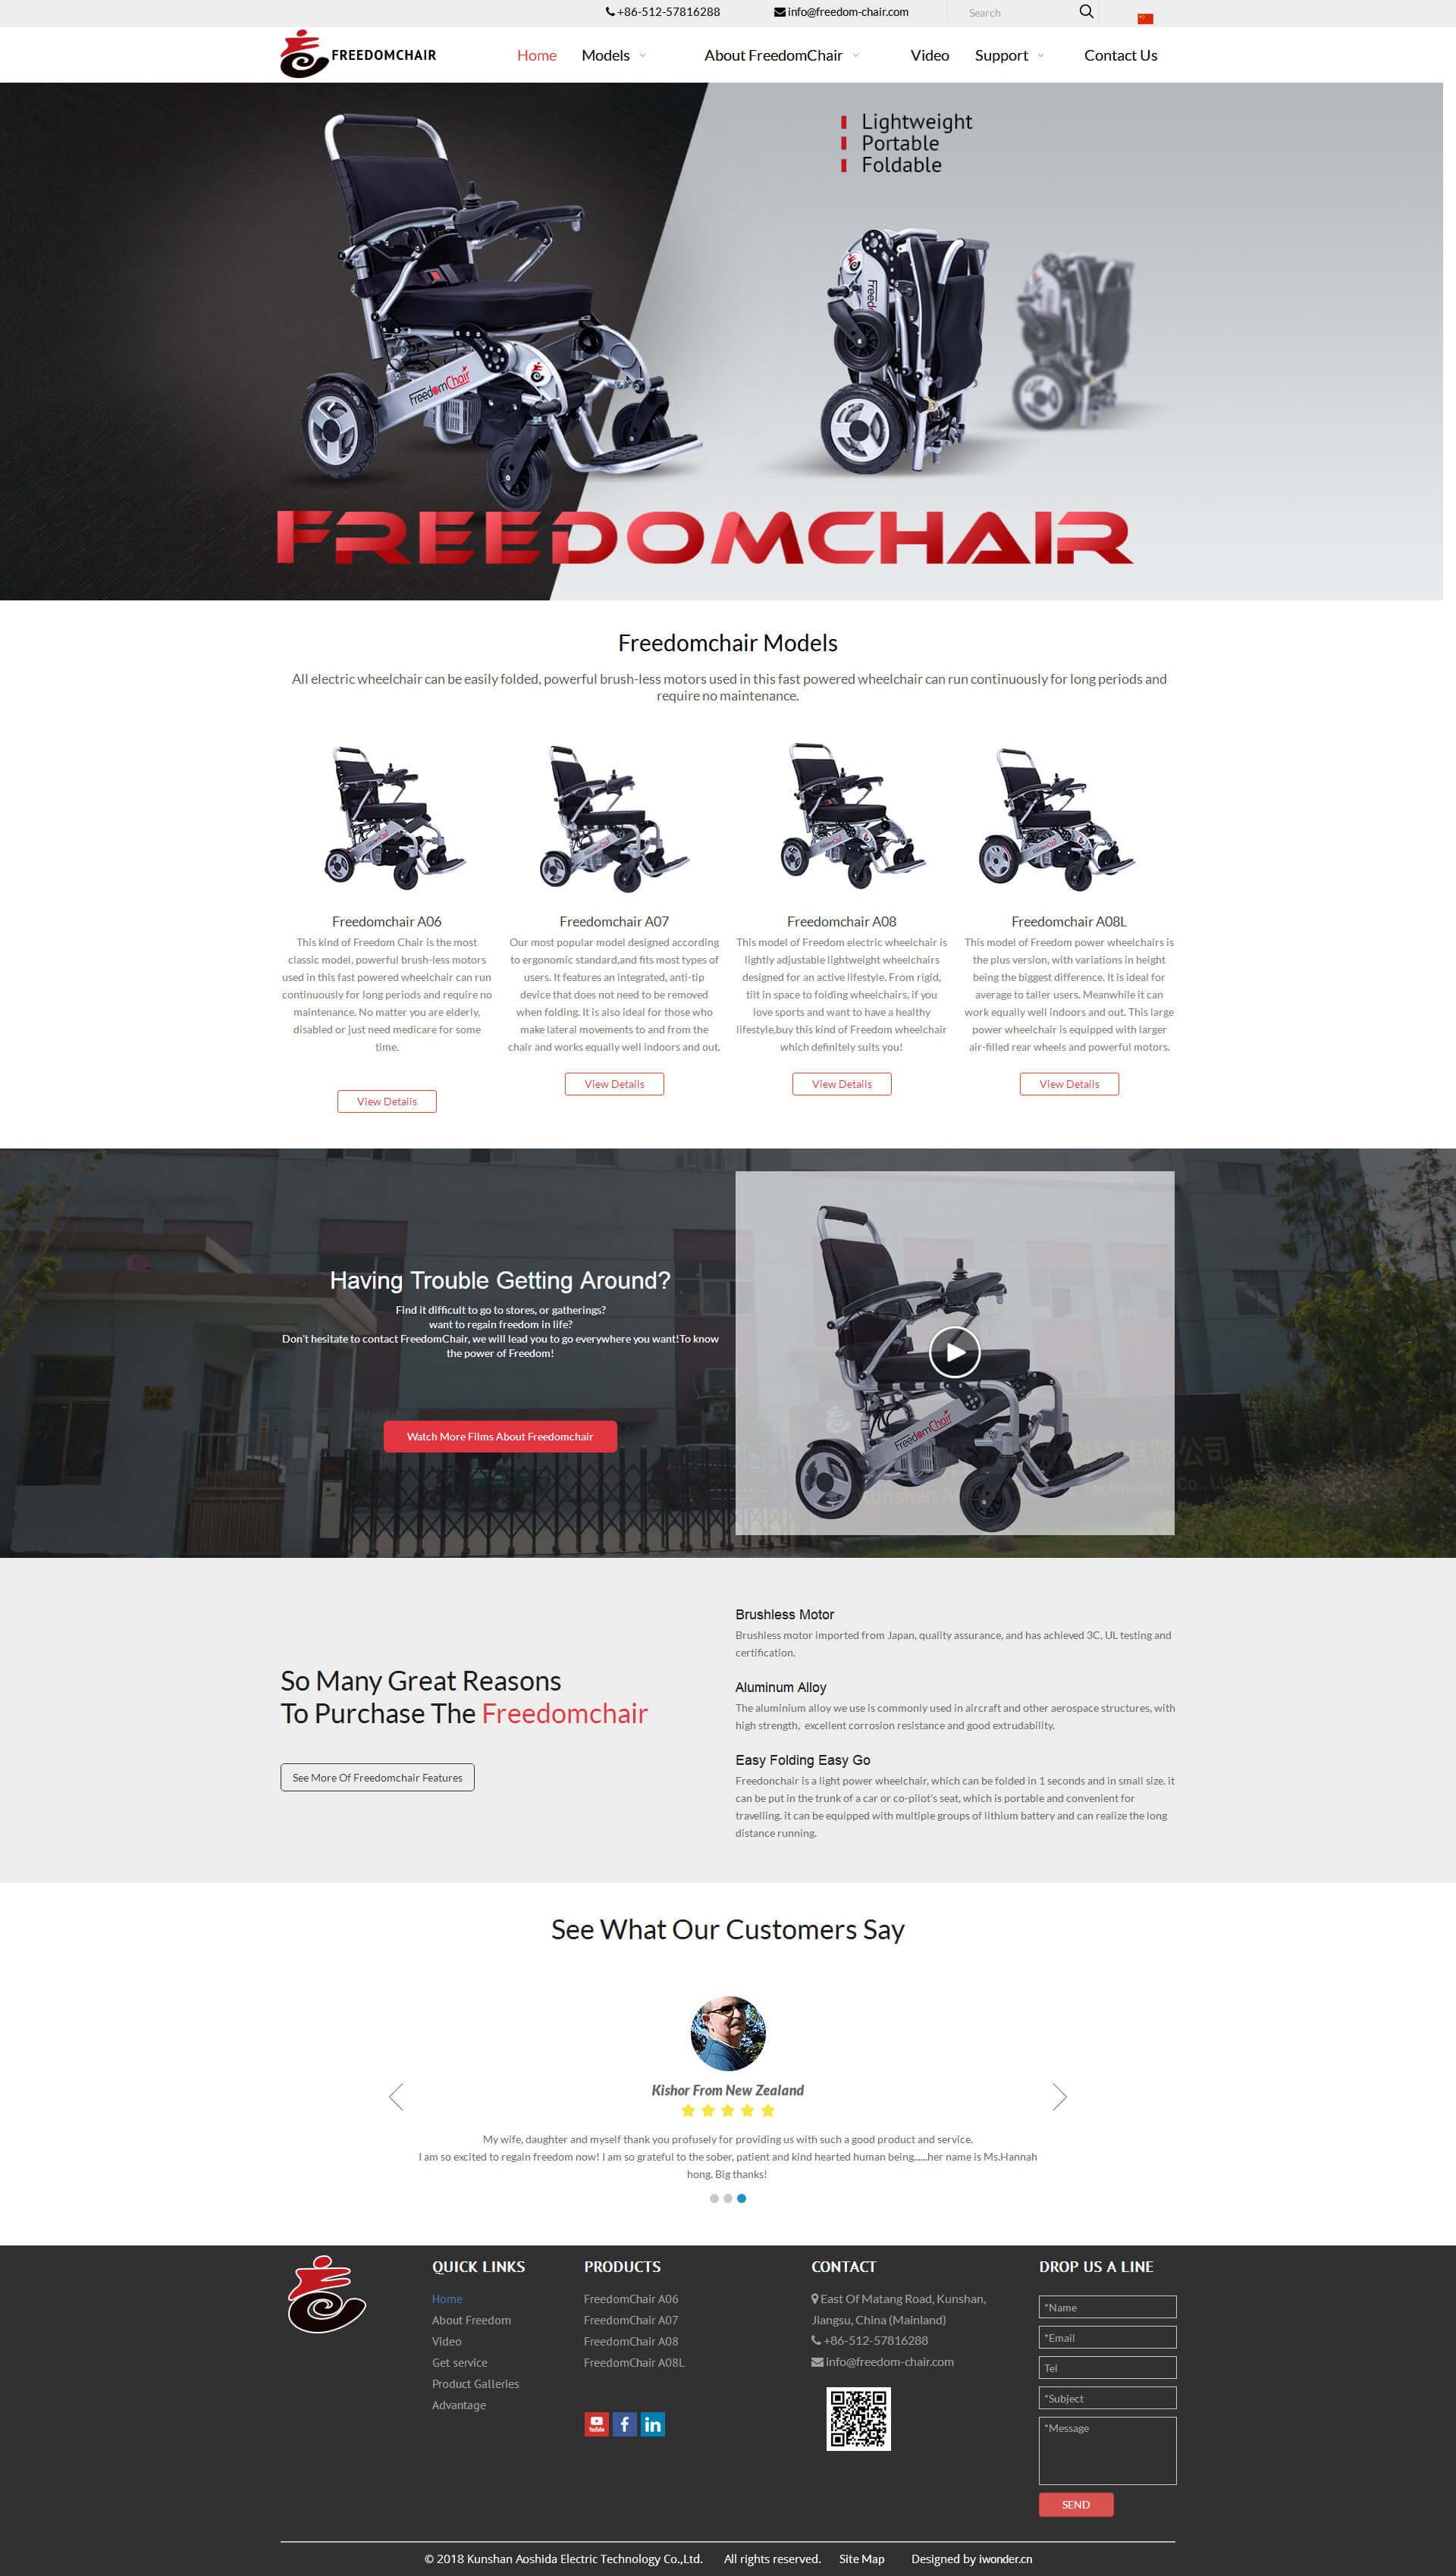 +86-512-57816288
info@freedom-chair.com
Search
FREEDOMCHAIR
Home
Models
About FreedomChair
Video
Support
Contact Us
Lightweight
Portable
Foldable
FreedomChair
FREEDOMCHAIR
Freedomchair Models
All electric wheelchair can be easily folded, powerful brush-less motors used in this fast powered wheelchair can run continuously for long periods and
require no maintenance.
Freedomchair A06
This kind of Freedom Chair is the most
classic model, powerful brush-less motors
used in this fast powered wheelchair can run
continuously for long periods and require no
maintenance. No matter you are elderly,
disabled or just need medicare for some
time.
View Details
Freedomchair A07
Our most popular model designed according
to ergonomic standard,and fits most types of
users. It features an integrated, anti-tip
device that does not need to be removed
when folding. It is also ideal for those who
make lateral movements to and from the
chair and works equally well indoors and out.
View Details
Freedomchair A08
This model of Freedom electric wheelchair is
lightly adjustable lightweight wheelchairs
designed for an active lifestyle. From rigid,
tilt in space to folding wheelchairs, if you
love sports and want to have a healthy
lifestyle,buy this kind of Freedom wheelchair
which definitely suits you!
View Details
Freedomchair A08L
This model of Freedom power wheelchairs is
the plus version, with variations in height
being the biggest difference. It is ideal for
average to taller users. Meanwhile it can
work equally well indoors and out. This large
power wheelchair is equipped with larger
air-filled rear wheels and powerful motors.
View Details
Having Trouble Getting Around?
Find it difficult to go to stores, or gatherings?
want to regain freedom in life?
Don't hesitate to contact FreedomChair, we will lead you to go everywhere you want!To know
the power of Freedom!
Watch More Films About Freedomchair
FreedomChair
So Many Great Reasons
To Purchase The Freedomchair
See More Of Freedomchair Features
Brushless Motor
Brushless motor imported from Japan, quality assurance, and has achieved 3C, UL testing and
certification.
Aluminum Alloy
The aluminium alloy we use is commonly used in aircraft and other aerospace structures, with
high strength, excellent corrosion resistance and good extrudability.
Easy Folding Easy Go
Freedonchair is a light power wheelchair, which can be folded in 1 seconds and in small size. it
can be put in the trunk of a car or co-pilot's seat, which is portable and convenient for
travelling. it can be equipped with multiple groups of lithium battery and can realize the long
distance running.
See What Our Customers Say
Kishor From New Zealand
My wife, daughter and myself thank you profusely for providing us with such a good product and service.
I am so excited to regain freedom now! I am so grateful to the sober, patient and kind hearted human being......her name is Ms.Hannah
hong. Big thanks!
QUICK LINKS
Home
About Freedom
Video
Get service
Product Galleries
Advantage
PRODUCTS
FreedomChair A06
FreedomChair A07
FreedomChair A08
FreedomChair A08L
YouTube
CONTACT
East Of Matang Road, Kunshan,
Jiangsu, China (Mainland)
+86-512-57816288
info@freedom-chair.com
DROP US A LINE
*Name
*Email
Tel
*Subject
*Message
SEND
© 2018 Kunshan Aoshida Electric Technology Co.,Ltd. All rights reserved. Site Map Designed by iwonder.cn